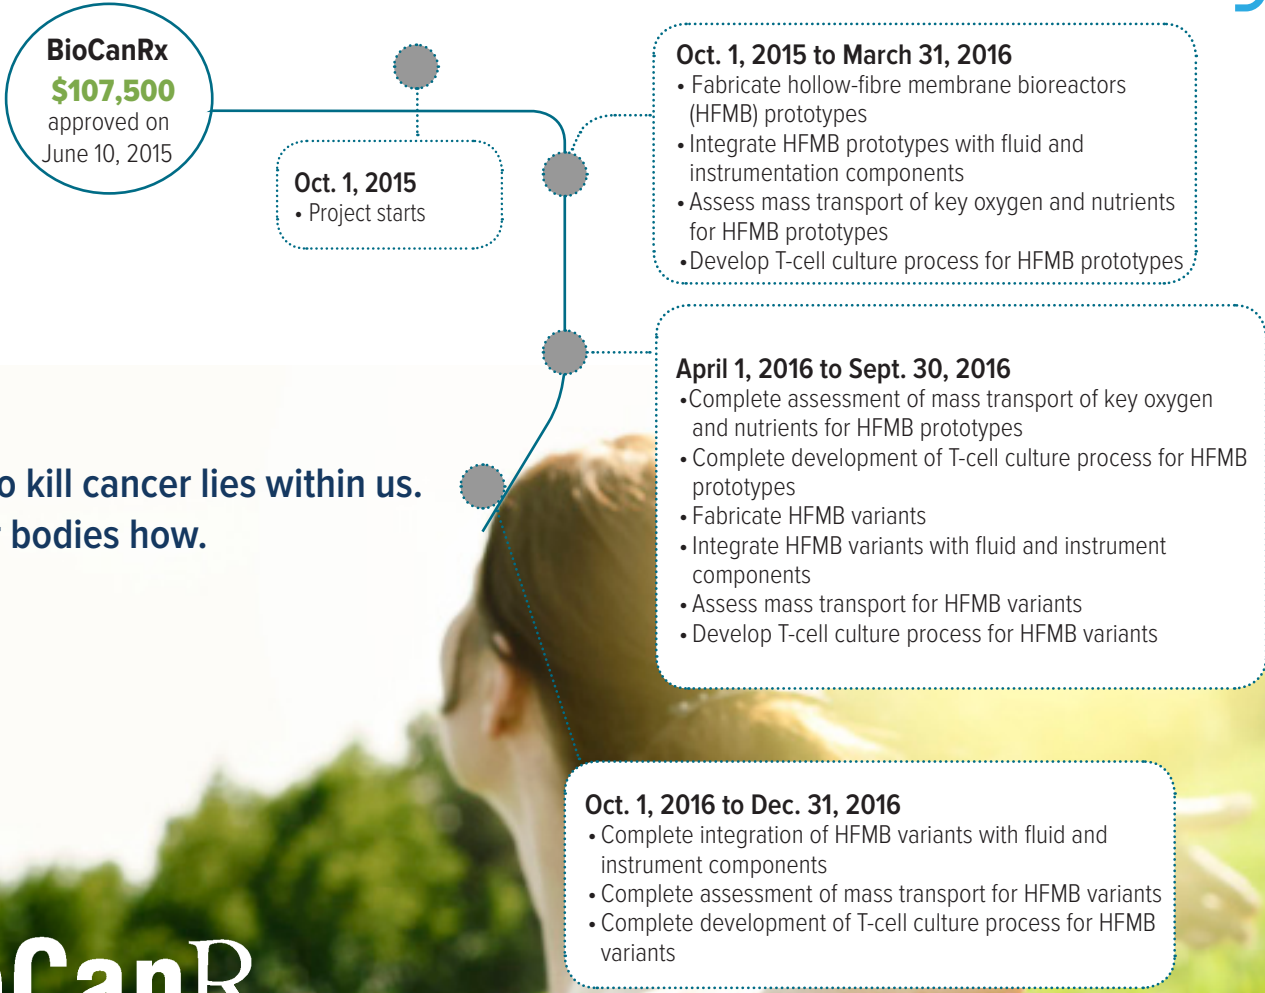 BioCanRx
$107,500
approved on
June 10, 2015
Oct. 1, 2015
• Project starts
Oct. 1, 2015 to March 31, 2016
• Fabricate hollow-fibre membrane bioreactors
(HFMB) prototypes
• Integrate HFMB prototypes with fluid and
instrumentation components
• Assess mass transport of key oxygen and nutrients
for HFMB prototypes
• Develop T-cell culture process for HFMB prototypes
April 1, 2016 to Sept. 30, 2016
• Complete assessment of mass transport of key oxygen
and nutrients for HFMB prototypes
• Complete development of T-cell culture process for HFMB
prototypes
• Fabricate HFMB variants
• Integrate HFMB variants with fluid and instrument
components
• Assess mass transport for HFMB variants
• Develop T-cell culture process for HFMB variants
kill cancer lies within us.
bodies how.
Oct. 1, 2016 to Dec. 31, 2016
• Complete integration of HFMB variants with fluid and
instrument components
• Complete assessment of mass transport for HFMB variants
• Complete development of T-cell culture process for HFMB
variants
CanR